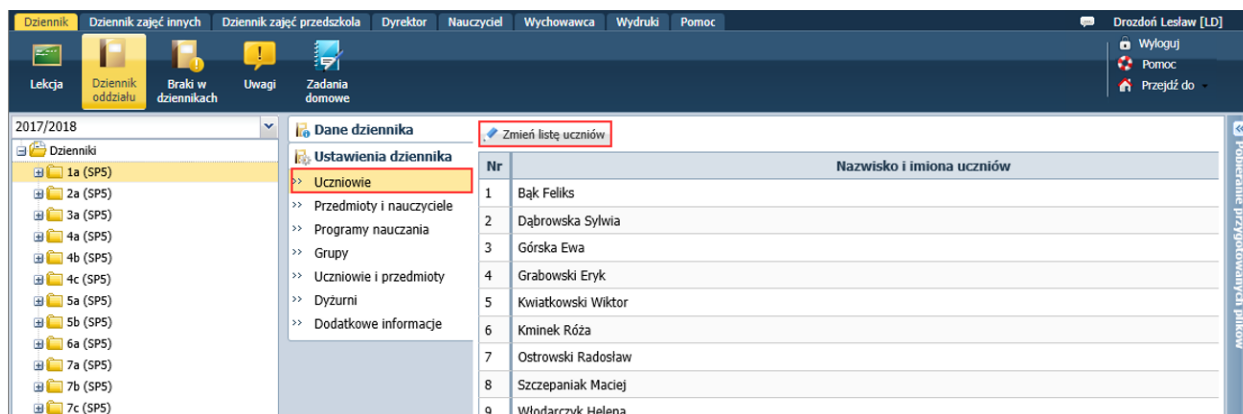 Dziennik Dziennik zajęć innych Dziennik zajęć przedszkola Dyrektor Nauczyciel Wychowawca Wydruki Pomoc Drozdoń Lesław [LD]
Lekcja
Dziennik oddziału
Braki w dziennikach
Uwagi
Zadania domowe
Wyloguj
Pomoc
Przejdź do
2017/2018
Dzienniki
1a (SP5)
2a (SP5)
3a (SP5)
4a (SP5)
4b (SP5)
4c (SP5)
5a (SP5)
5b (SP5)
6a (SP5)
7a (SP5)
7b (SP5)
7c (SP5)
Dane dziennika
Ustawienia dziennika
Uczniowie
Przedmioty i nauczyciele
Programy nauczania
Grupy
Uczniowie i przedmioty
Dyżurni
Dodatkowe informacje
Zmień listę uczniów
Nr Nazwisko i imiona uczniów
1 Bąk Feliks
2 Dąbrowska Sylwia
3 Górska Ewa
4 Grabowski Eryk
5 Kwiatkowski Wiktor
6 Kminek Róża
7 Ostrowski Radosław
8 Szczepaniak Maciej
9 Włodarczyk Helena
Pobieranie przygotowanych plików